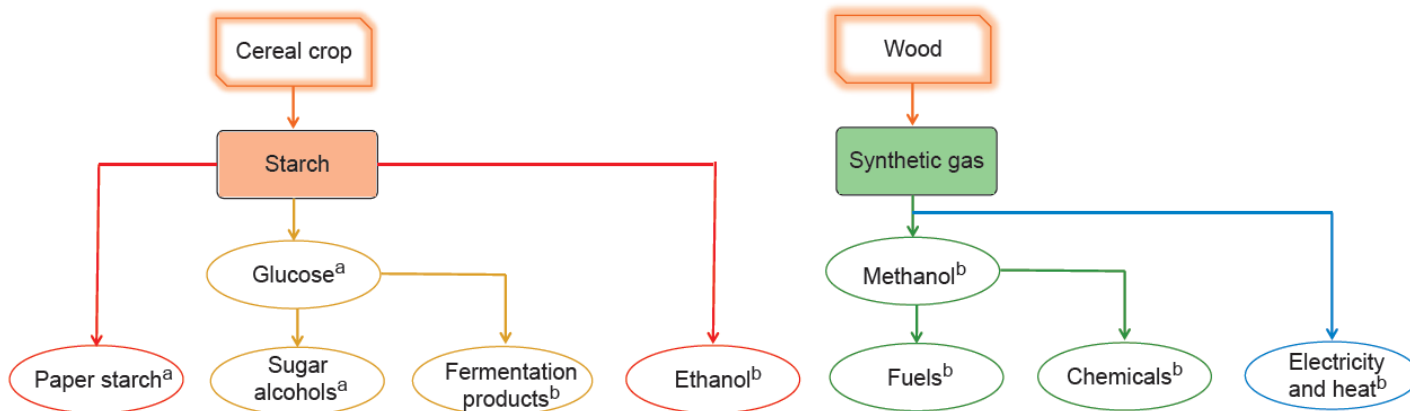 Cereal crop
Wood
Starch
Synthetic gas
Glucoseᵃ
Methanolᵇ
Paper starchᵃ
Sugar
alcoholsᵃ
Fermentation
productsᵇ
Ethanolᵇ
Fuelsᵇ
Chemicalsᵇ
Electricity
and heatᵇ